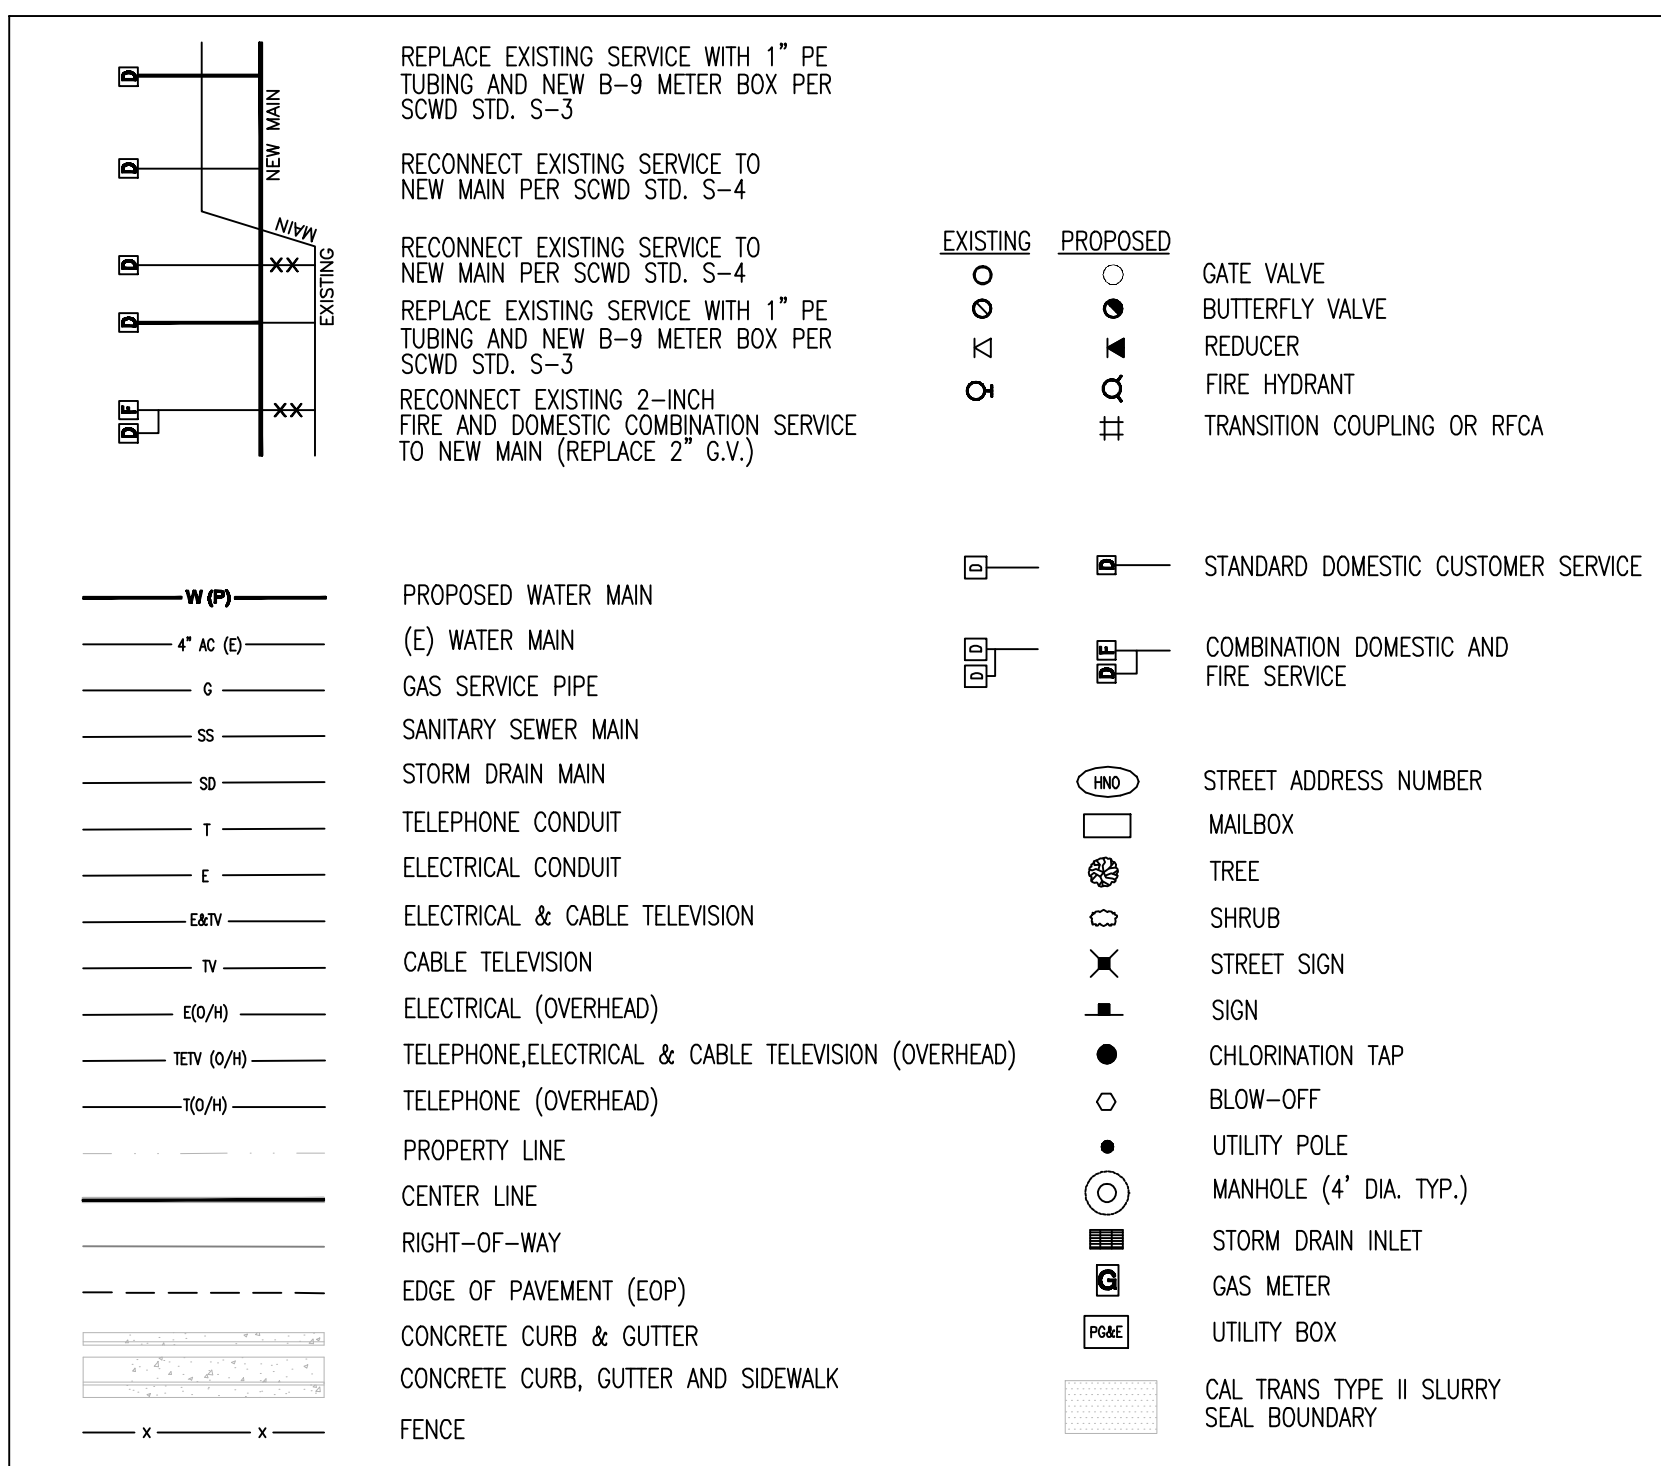 D
REPLACE EXISTING SERVICE WITH 1" PE
TUBING AND NEW B-9 METER BOX PER
SCWD STD. S-3
NEW MAIN
D
RECONNECT EXISTING SERVICE TO
NEW MAIN PER SCWD STD. S-4
MAIN
EXISTING
D
XX
RECONNECT EXISTING SERVICE TO
NEW MAIN PER SCWD STD. S-4
D
REPLACE EXISTING SERVICE WITH 1" PE
TUBING AND NEW B-9 METER BOX PER
SCWD STD. S-3
F
D
XX
RECONNECT EXISTING 2-INCH
FIRE AND DOMESTIC COMBINATION SERVICE
TO NEW MAIN (REPLACE 2" G.V.)
W (P) PROPOSED WATER MAIN
4" AC (E) (E) WATER MAIN
G GAS SERVICE PIPE
SS SANITARY SEWER MAIN
SD STORM DRAIN MAIN
T TELEPHONE CONDUIT
E ELECTRICAL CONDUIT
E&TV ELECTRICAL & CABLE TELEVISION
TV CABLE TELEVISION
E(O/H) ELECTRICAL (OVERHEAD)
TETV (O/H) TELEPHONE,ELECTRICAL & CABLE TELEVISION (OVERHEAD)
T(O/H) TELEPHONE (OVERHEAD)
PROPERTY LINE
CENTER LINE
RIGHT-OF-WAY
EDGE OF PAVEMENT (EOP)
CONCRETE CURB & GUTTER
CONCRETE CURB, GUTTER AND SIDEWALK
X X FENCE
EXISTING PROPOSED
GATE VALVE
BUTTERFLY VALVE
REDUCER
FIRE HYDRANT
TRANSITION COUPLING OR RFCA
D D STANDARD DOMESTIC CUSTOMER SERVICE
D F COMBINATION DOMESTIC AND
D D FIRE SERVICE
HNO STREET ADDRESS NUMBER
MAILBOX
TREE
SHRUB
STREET SIGN
SIGN
CHLORINATION TAP
BLOW-OFF
UTILITY POLE
MANHOLE (4' DIA. TYP.)
STORM DRAIN INLET
G GAS METER
PG&E UTILITY BOX
CAL TRANS TYPE II SLURRY
SEAL BOUNDARY